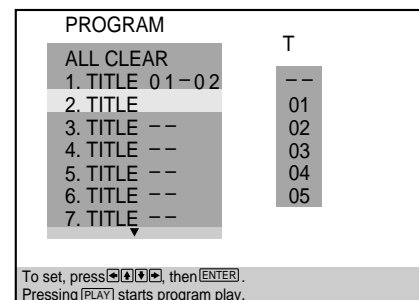 PROGRAM
T
ALL CLEAR
1. TITLE 01–02
2. TITLE
3. TITLE – –
4. TITLE – –
5. TITLE – –
6. TITLE – –
7. TITLE – –
– –
01
02
03
04
05
To set, press ←↑↓→, then ENTER.
Pressing PLAY starts program play.